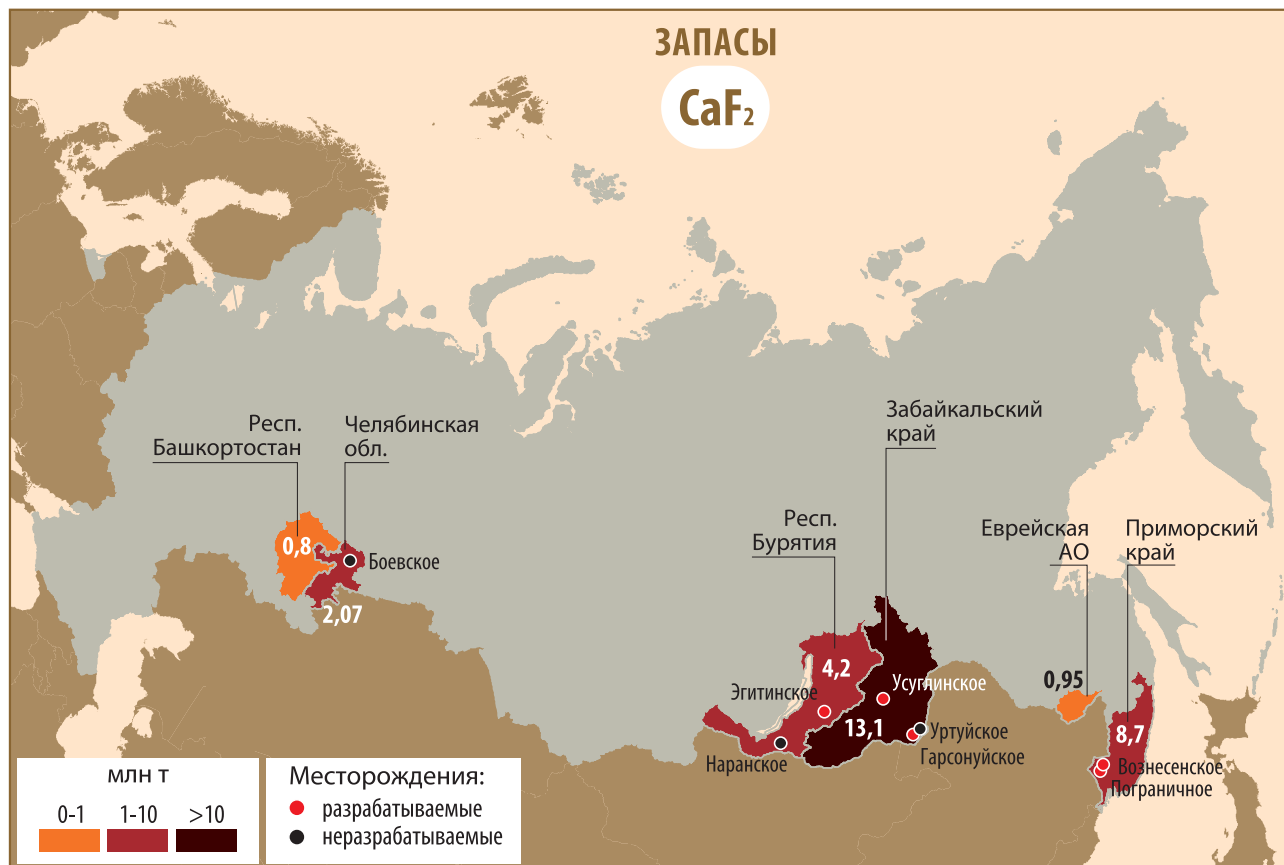 ЗАПАСЫ
CaF₂
Респ.
Башкортостан
Челябинская
обл.
Забайкальский
край
Респ.
Бурятия
Еврейская
АО
Приморский
край
0,8
Боевское
2,07
4,2
Эгитинское
Усуглинское
0,95
13,1
Уртуйское
8,7
Наранское
Гарсонуйское
Вознесенское
Пограничное
млн т
0-1 1-10 >10
Месторождения:
разрабатываемые
неразрабатываемые